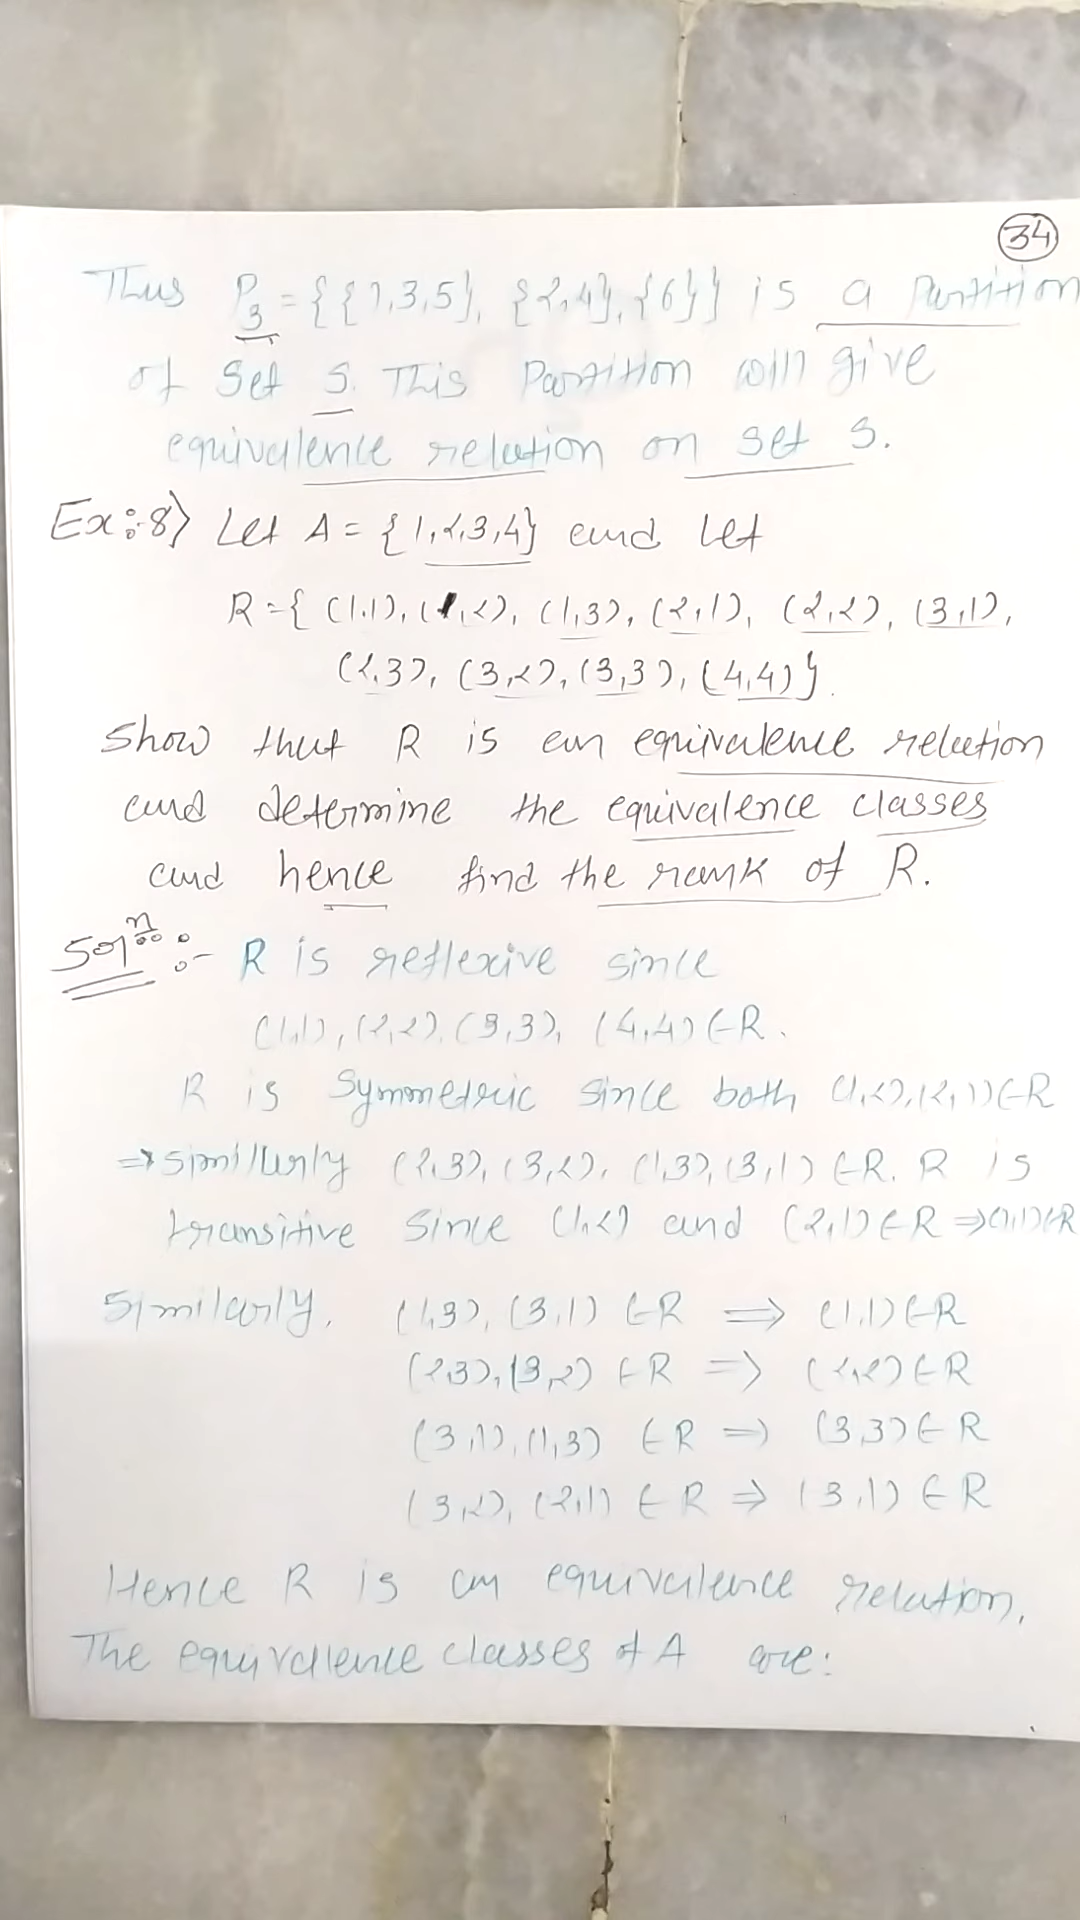 34
Thus P3 = {{1,3,5}, {2,4}, {6}} is a Partition
of Set S. This Partition will give
equivalence relation on set S.
Ex:8) Let A = {1,2,3,4} and let
R = { (1,1), (1,2), (1,3), (2,1), (2,2), (3,1),
(2,3), (3,2), (3,3), (4,4)}.
Show that R is an equivalence relation
and determine the equivalence classes
and hence find the rank of R.
Solⁿ :- R is reflexive since
(1,1), (2,2), (3,3), (4,4) ∈ R.
R is Symmetric since both (1,2), (2,1) ∈ R
⇒ similarly (2,3), (3,2), (1,3), (3,1) ∈ R. R is
transitive since (1,2) and (2,1) ∈ R ⇒ (1,1) ∈ R
Similarly, (1,3), (3,1) ∈ R ⇒ (1,1) ∈ R
(2,3), (3,2) ∈ R ⇒ (2,2) ∈ R
(3,1), (1,3) ∈ R ⇒ (3,3) ∈ R
(3,2), (2,1) ∈ R ⇒ (3,1) ∈ R
Hence R is an equivalence relation.
The equivalence classes of A are: